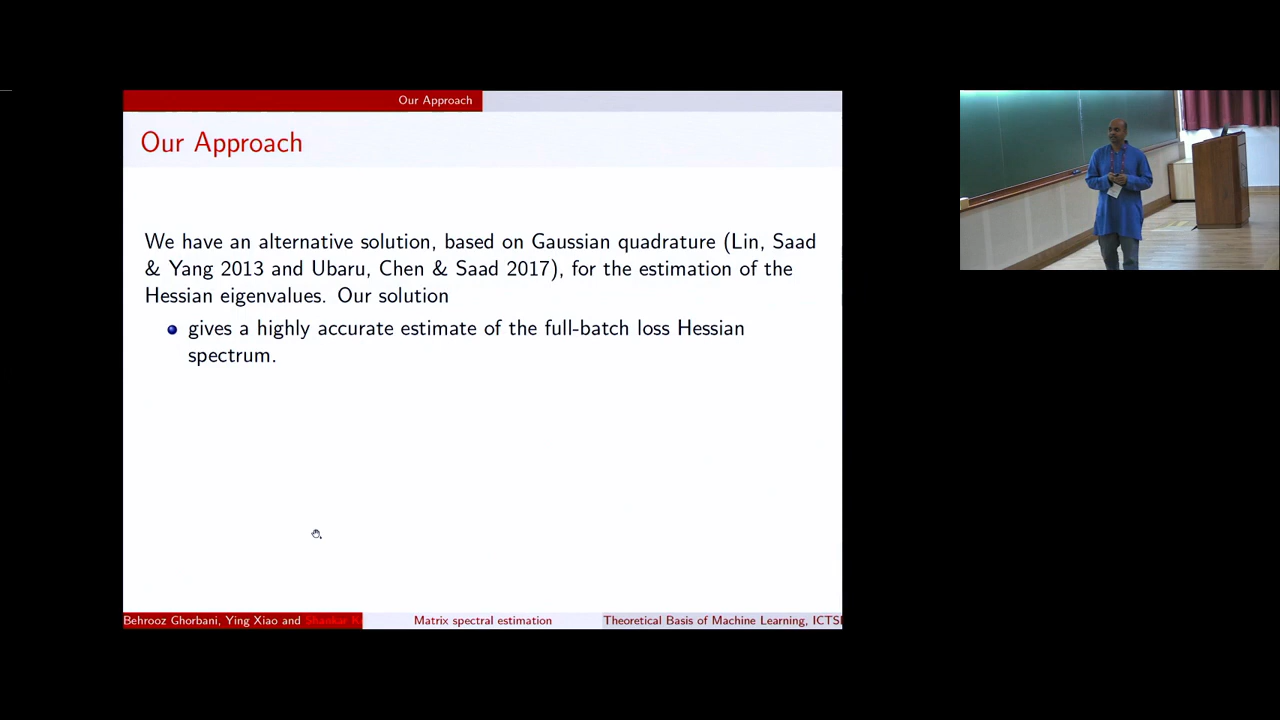 Our Approach
Our Approach
We have an alternative solution, based on Gaussian quadrature (Lin, Saad
& Yang 2013 and Ubaru, Chen & Saad 2017), for the estimation of the
Hessian eigenvalues. Our solution
gives a highly accurate estimate of the full-batch loss Hessian
spectrum.
Behrooz Ghorbani, Ying Xiao and Shankar
Matrix spectral estimation
Theoretical Basis of Machine Learning, ICTS